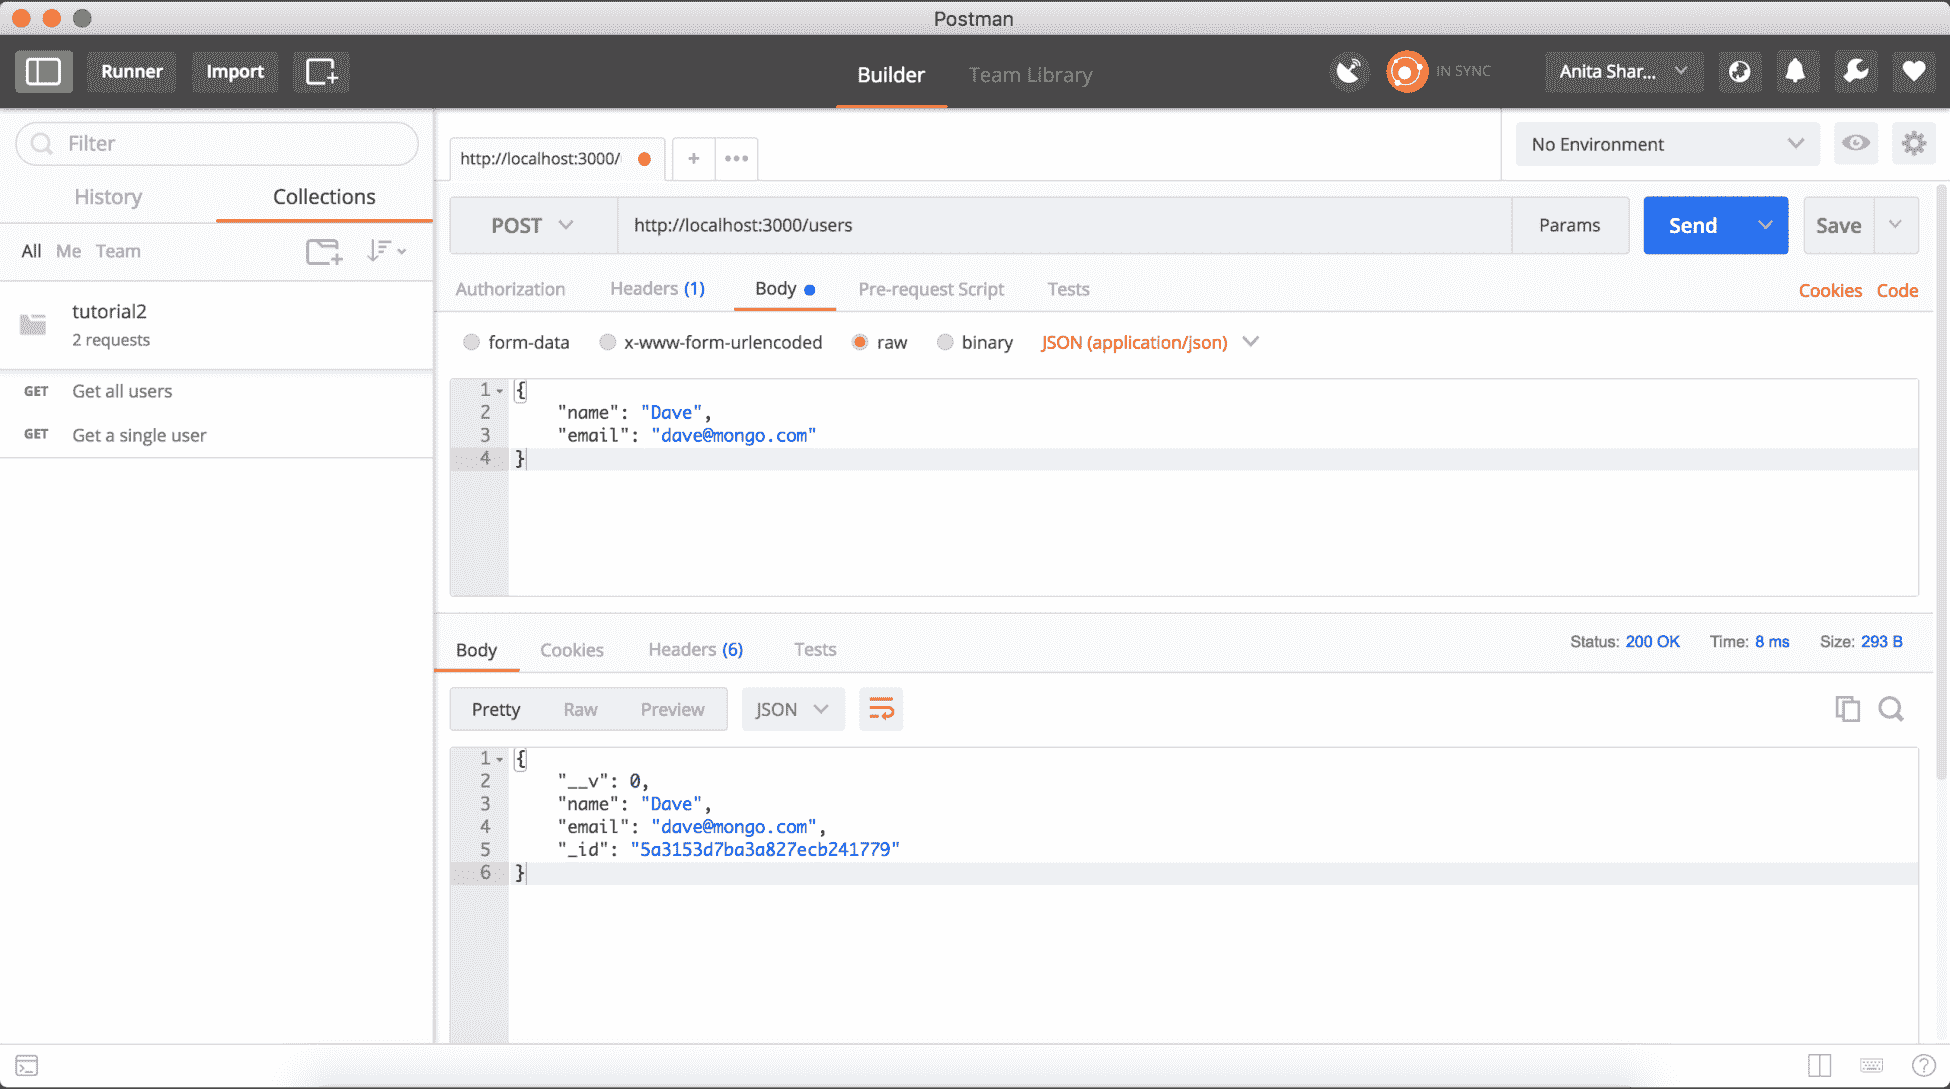 Postman
Runner Import Builder Team Library IN SYNC Anita Shar...
Filter
History Collections
All Me Team
tutorial2
2 requests
GET Get all users
GET Get a single user
http://localhost:3000/ + •••
No Environment
POST http://localhost:3000/users Params Send Save
Authorization Headers (1) Body Pre-request Script Tests Cookies Code
form-data x-www-form-urlencoded raw binary JSON (application/json)
1 {
2 "name": "Dave",
3 "email": "dave@mongo.com"
4 }
Body Cookies Headers (6) Tests Status: 200 OK Time: 8 ms Size: 293 B
Pretty Raw Preview JSON
1 {
2 "__v": 0,
3 "name": "Dave",
4 "email": "dave@mongo.com",
5 "_id": "5a3153d7ba3a827ecb241779"
6 }